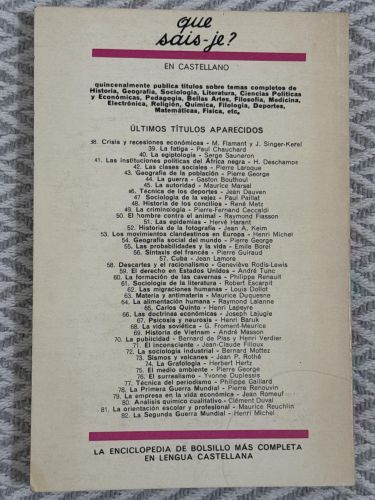 que
sais-je?
EN CASTELLANO
quincenalmente publica títulos sobre temas completos de
Historia, Geografía, Sociología, Literatura, Ciencias Políticas
y Económicas, Pedagogía, Bellas Artes, Filosofía, Medicina,
Electrónica, Religión, Química, Filología, Deportes,
Matemáticas, Física, etc.
ÚLTIMOS TÍTULOS APARECIDOS
38. Crisis y recesiones económicas - M. Flamant y J. Singer-Kerel
39. La fatiga - Paul Chauchard
40. La egiptología - Serge Sauneron
41. Las instituciones políticas del África negra - H. Deschamps
42. Las clases sociales - Pierre Laroque
43. Geografía de la población - Pierre George
44. La guerra - Gaston Bouthoul
45. La autoridad - Maurice Marsal
46. Técnica de los deportes - Jean Dauven
47 Sociología de la vejez - Paul Paillat
48. Historia de los concilios - René Metz
49. La criminología - Pierre-Fernand Ceccaldi
50. El hombre contra el animal - Raymond Fiasson
51. Las epidemias - Hervé Harant
52. Historia de la fotografía - Jean A. Keim
53. Los movimientos clandestinos en Europa - Henri Michel
54. Geografía social del mundo - Pierre George
55. Las probabilidades y la vida - Emile Borel
56. Sintaxis del francés - Pierre Guiraud
57. Cuba - Jean Lamore
58. Descartes y el racionalismo - Geneviève Rodis-Lewis
59. El derecho en Estados Unidos - André Tunc
60. La formación de las cavernas - Philippe Renault
61. Sociología de la literatura - Robert Escarpit
62. Las migraciones humanas - Louis Dollot
63. Materia y antimateria - Maurice Duquesne
64. La alimentación humana - Raymond Lalanne
65. Carlos Quinto - Henri Lapeyre
66. Las doctrinas económicas - Joseph Lajugie
67. Psicosis y neurosis - Henri Baruk
68. La vida soviética - G. Froment-Meurice
69. Historia de Vietnam - André Masson
70. La publicidad - Bernard de Plas y Henri Verdier
71. El inconsciente - Jean-Claude Filloux
72. La sociología industrial - Bernard Mottez
73. Sismos y volcanes - Jean P. Rothé
74. La Grafología - Herbert Hertz
75. El medio ambiente - Pierre George
76. El surrealismo - Yvonne Duplessis
77. Técnica del periodismo - Philippe Gaillard
78. La Primera Guerra Mundial - Pierre Renouvin
79. La empresa en la vida económica - Jean Romeuf
80. Análisis químico cualitativo - Clément Duval
81. La orientación escolar y profesional - Maurice Reuchlin
82. La Segunda Guerra Mundial - Henri Michel
LA ENCICLOPEDIA DE BOLSILLO MÁS COMPLETA
EN LENGUA CASTELLANA